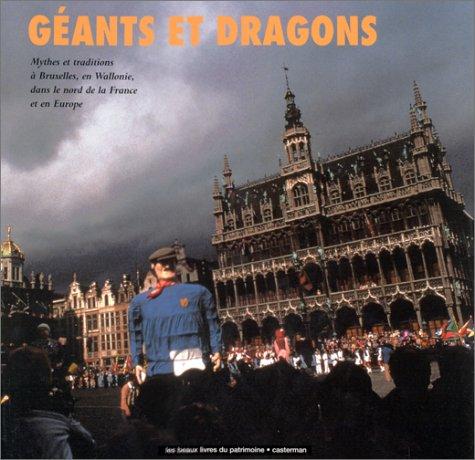 GÉANTS ET DRAGONS
Mythes et traditions
à Bruselles, en Wallonie,
dans le nord de la France
et en Europe
les beaux livres du patrimoine • casterman